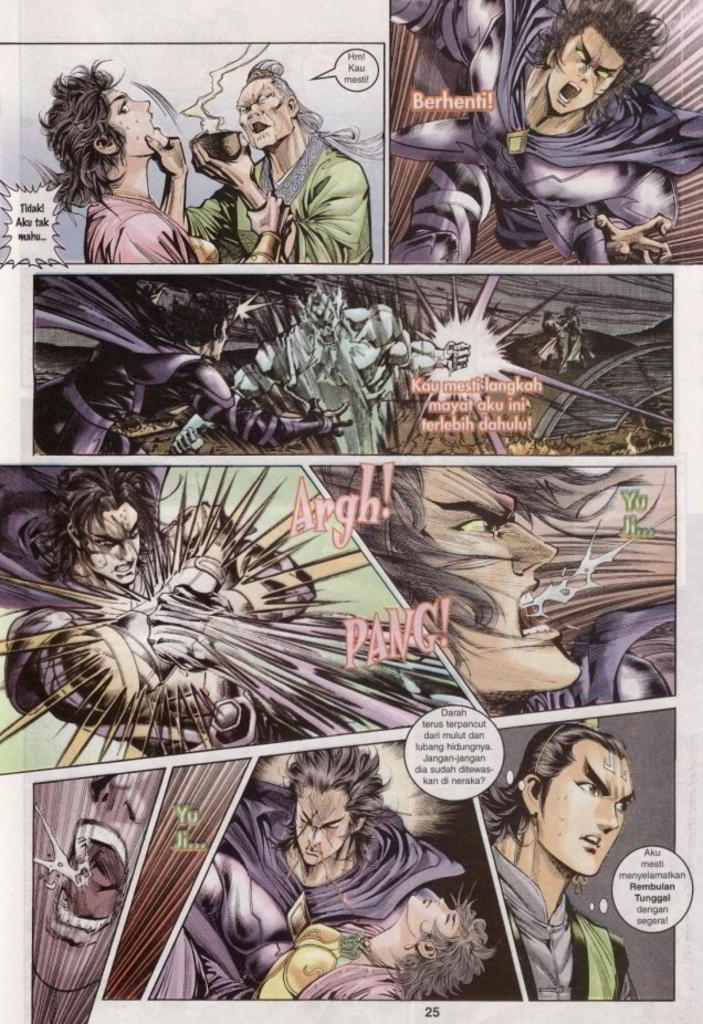 Hm!
Kau
mesti!
Tidak!
Aku tak
mahu...
Berhenti!
Kau mesti langkah
mayat aku ini
terlebih dahulu!
Argh!
PANG!
Yu
Ji...
Yu
Ji...
Darah
terus terpancut
dari mulut dan
lubang hidungnya.
Jangan-jangan
dia sudah ditewas-
kan di neraka?
Aku
mesti
menyelamatkan
Rembulan
Tunggal
dengan
segera!
25